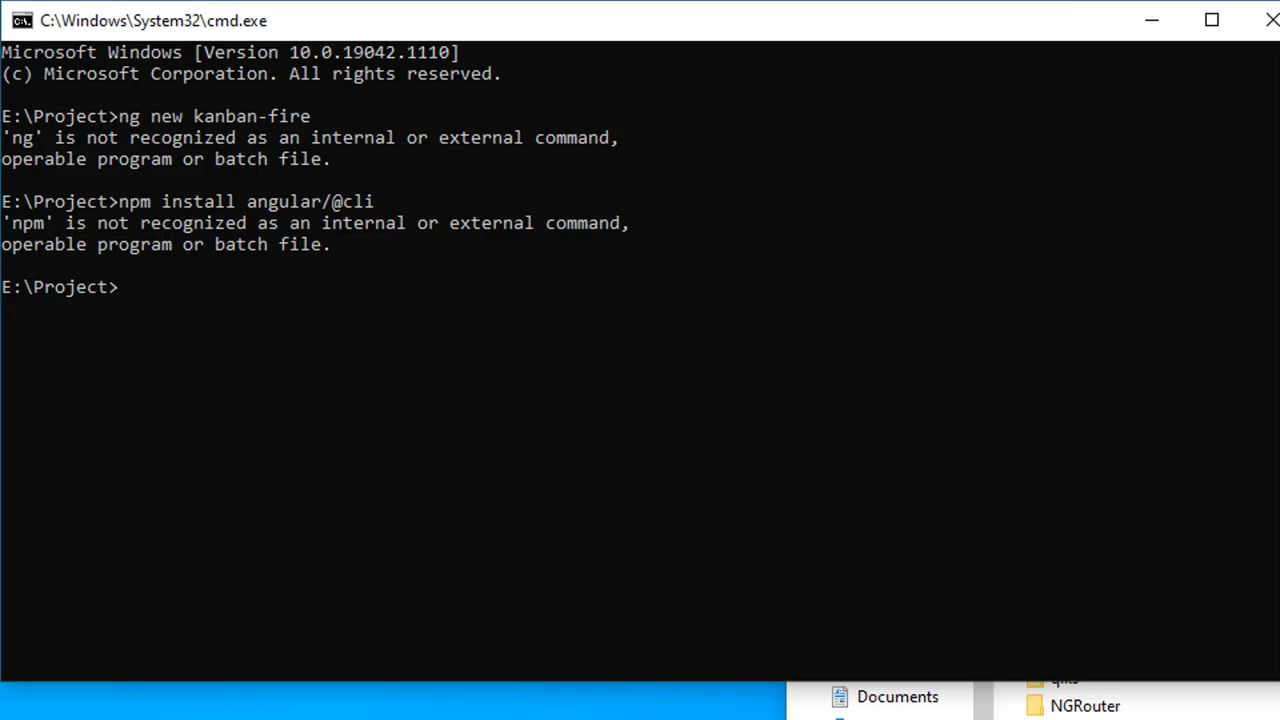 C:\Windows\System32\cmd.exe
Microsoft Windows [Version 10.0.19042.1110]
(c) Microsoft Corporation. All rights reserved.
E:\Project>ng new kanban-fire
'ng' is not recognized as an internal or external command,
operable program or batch file.
E:\Project>npm install angular/@cli
'npm' is not recognized as an internal or external command,
operable program or batch file.
E:\Project>
Documents
NGRouter